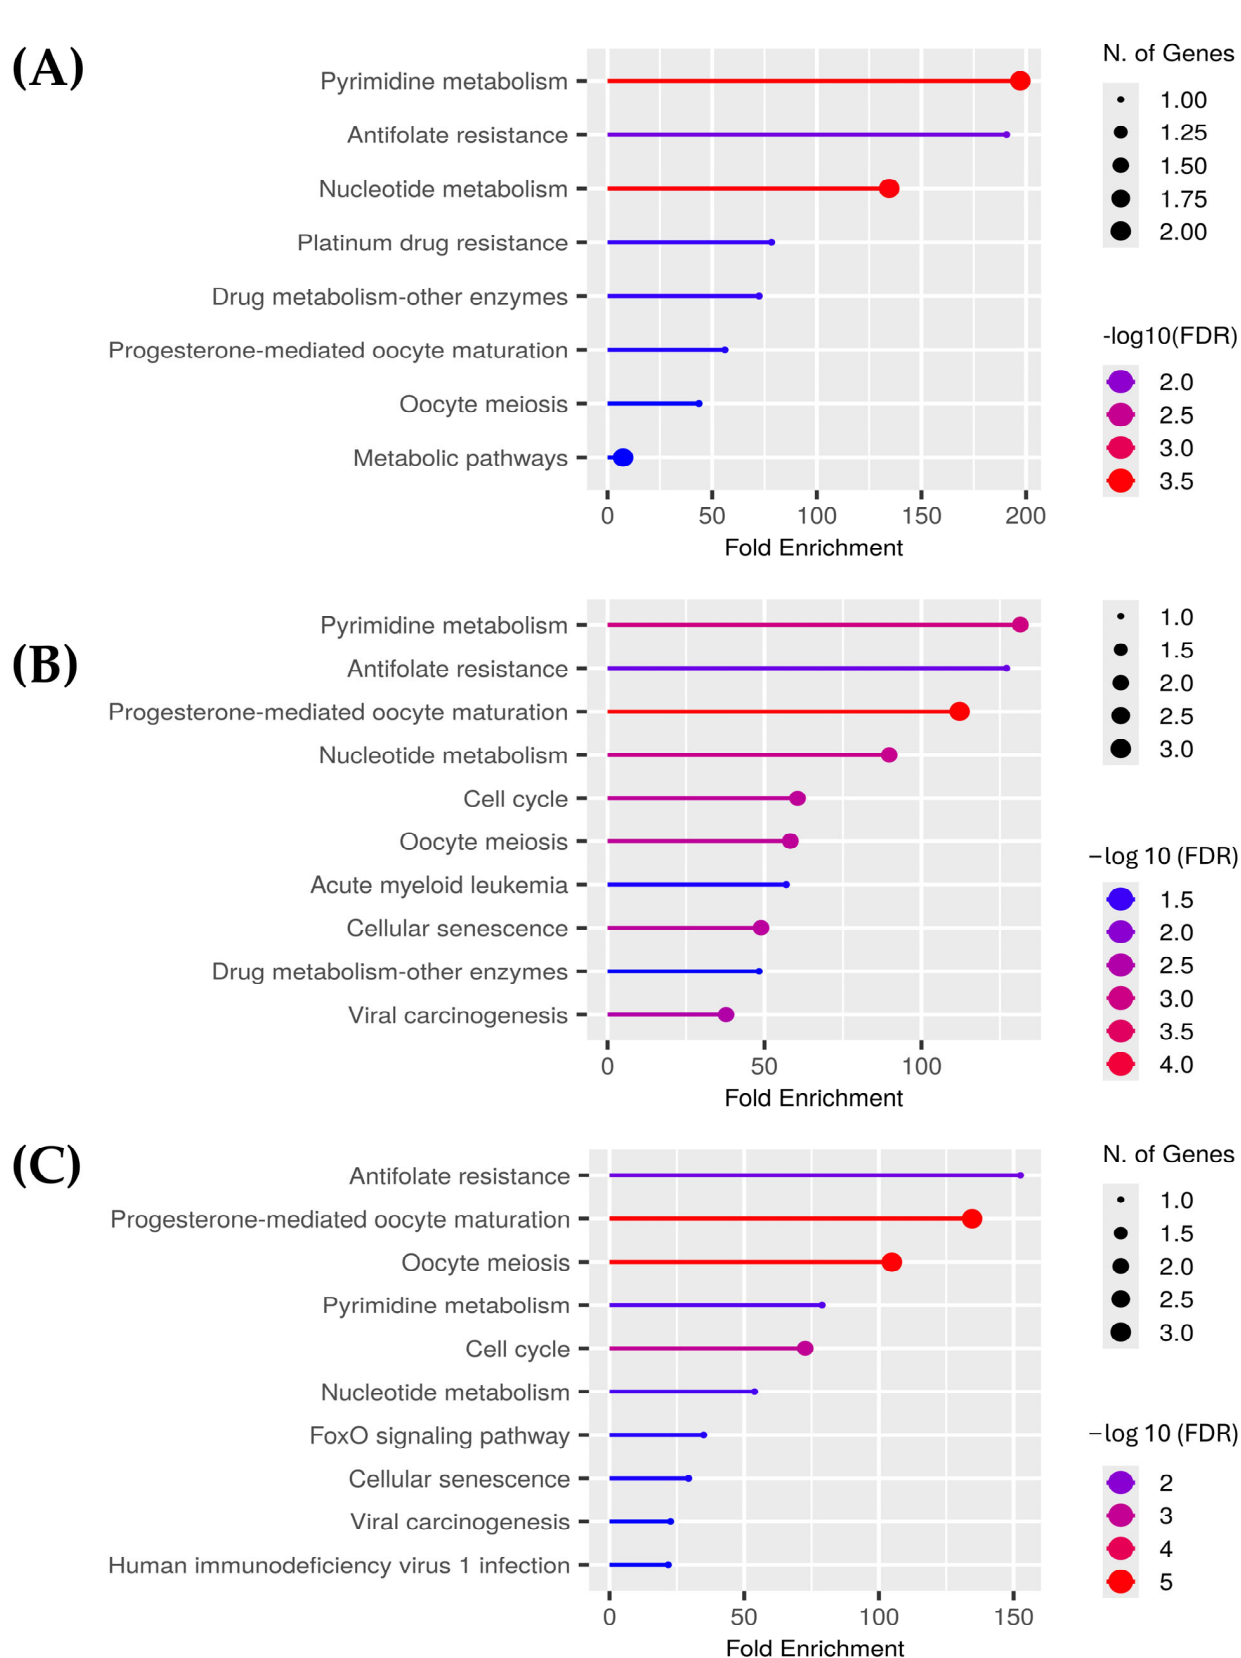 (A)
Pyrimidine metabolism
Antifolate resistance
Nucleotide metabolism
Platinum drug resistance
Drug metabolism-other enzymes
Progesterone-mediated oocyte maturation
Oocyte meiosis
Metabolic pathways
0 50 100 150 200
Fold Enrichment
N. of Genes
1.00
1.25
1.50
1.75
2.00
-log10(FDR)
2.0
2.5
3.0
3.5
(B)
Pyrimidine metabolism
Antifolate resistance
Progesterone-mediated oocyte maturation
Nucleotide metabolism
Cell cycle
Oocyte meiosis
Acute myeloid leukemia
Cellular senescence
Drug metabolism-other enzymes
Viral carcinogenesis
0 50 100
Fold Enrichment
1.0
1.5
2.0
2.5
3.0
−log 10 (FDR)
1.5
2.0
2.5
3.0
3.5
4.0
(C)
Antifolate resistance
Progesterone-mediated oocyte maturation
Oocyte meiosis
Pyrimidine metabolism
Cell cycle
Nucleotide metabolism
FoxO signaling pathway
Cellular senescence
Viral carcinogenesis
Human immunodeficiency virus 1 infection
0 50 100 150
Fold Enrichment
N. of Genes
1.0
1.5
2.0
2.5
3.0
−log 10 (FDR)
2
3
4
5